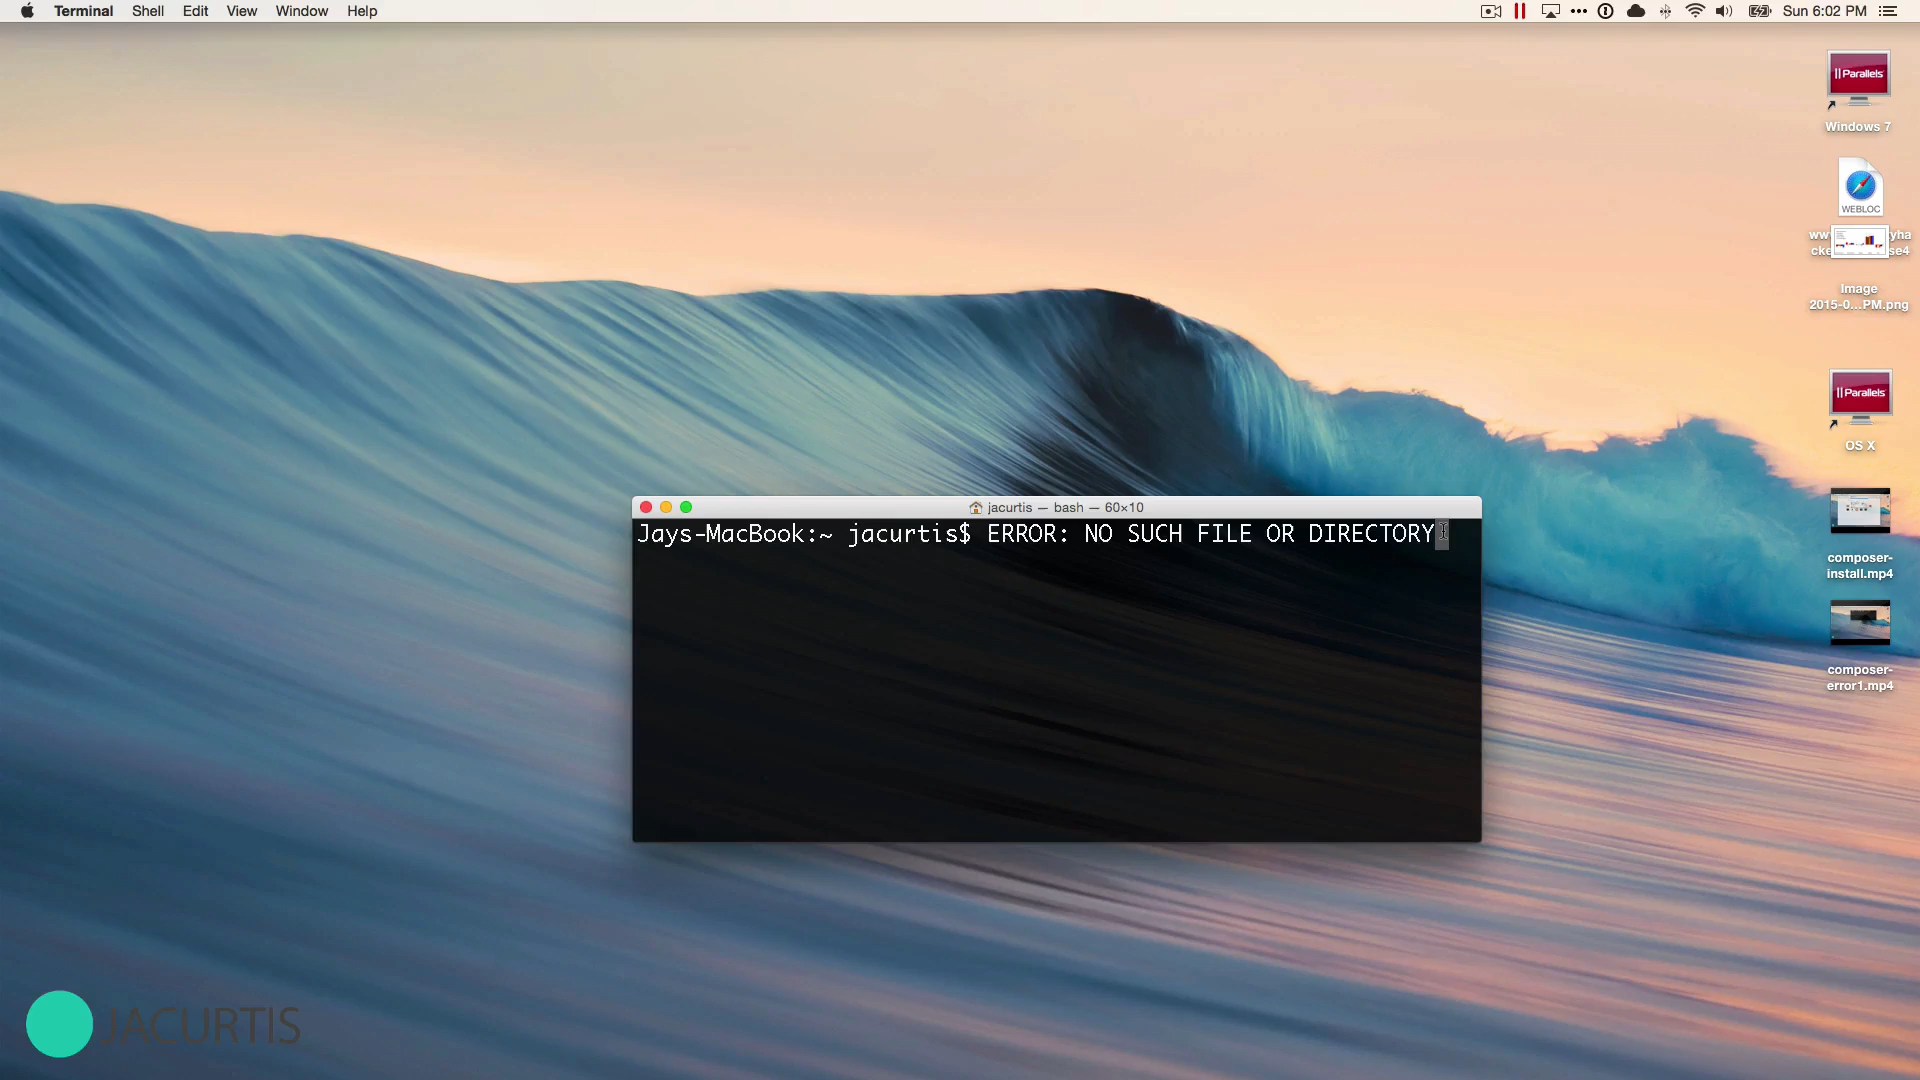 Terminal Shell Edit View Window Help
Sun 6:02 PM
Parallels
Windows 7
WEBLOC
Image
2015-0...PM.png
Parallels
OS X
jacurtis — bash — 60×10
Jays-MacBook:~ jacurtis$ ERROR: NO SUCH FILE OR DIRECTORY
composer-
install.mp4
composer-
error1.mp4
JACURTIS